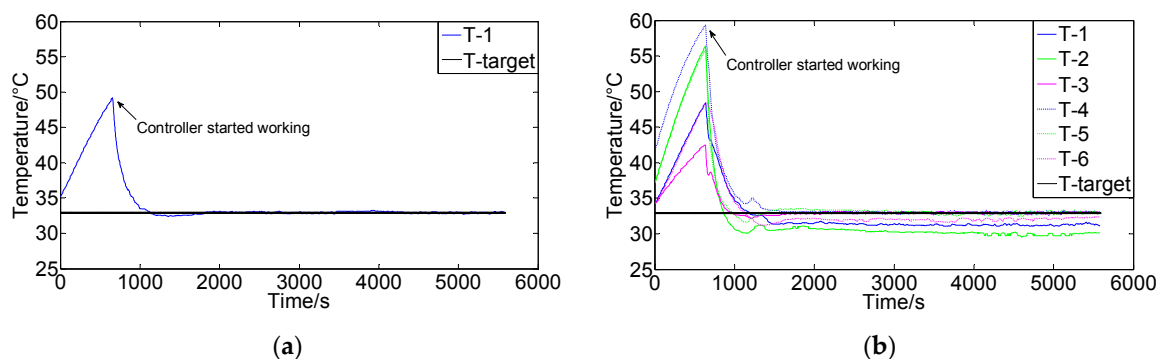 60
55
50
45
40
35
30
25
Temperature/°C
T-1
T-target
Controller started working
0
1000
2000
3000
4000
5000
6000
Time/s
(a)
60
55
50
45
40
35
30
25
Temperature/°C
Controller started working
T-1
T-2
T-3
T-4
T-5
T-6
T-target
0
1000
2000
3000
4000
5000
6000
Time/s
(b)